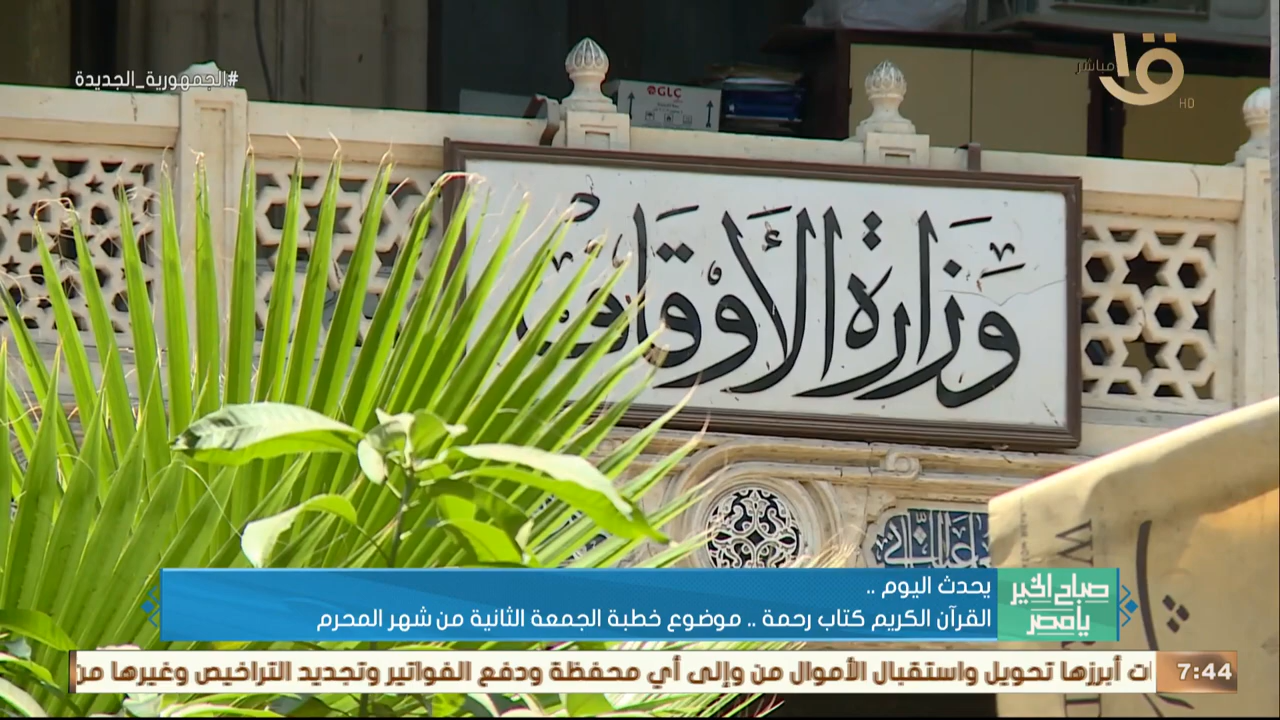 #الجمهورية_الجديدة
مباشر
HD
GLC
وزارة الأوقاف
يحدث اليوم ..
القرآن الكريم كتاب رحمة .. موضوع خطبة الجمعة الثانية من شهر المحرم
صباح الخير
يا مصر
ات أبرزها تحويل واستقبال الأموال من وإلى أي محفظة ودفع الفواتير وتجديد التراخيص وغيرها من
7:44